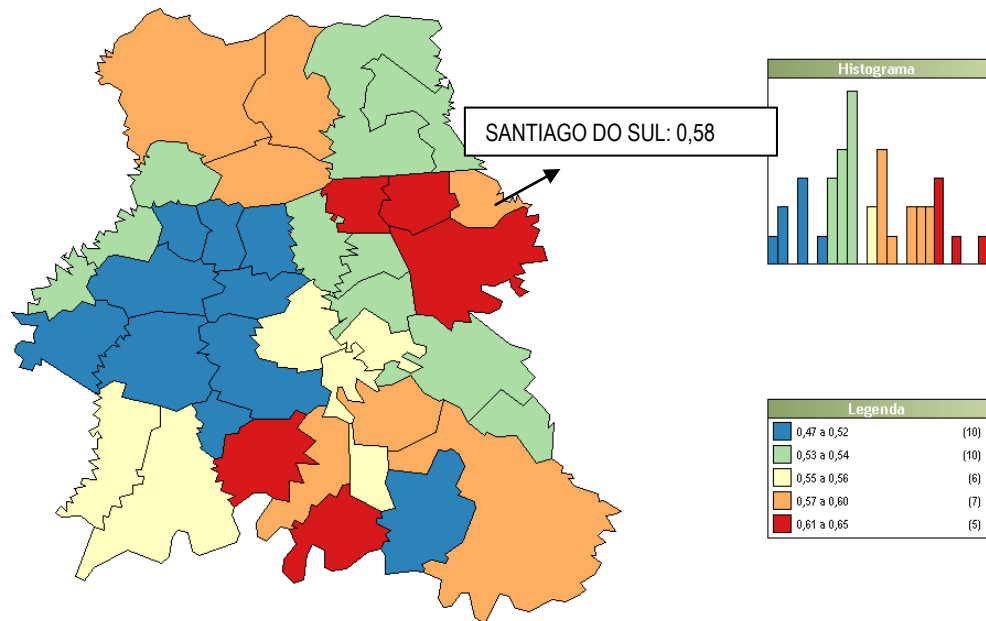 SANTIAGO DO SUL: 0,58
Histograma
Legenda
0,47 a 0,52 (10)
0,53 a 0,54 (10)
0,55 a 0,56 (6)
0,57 a 0,60 (7)
0,61 a 0,65 (5)